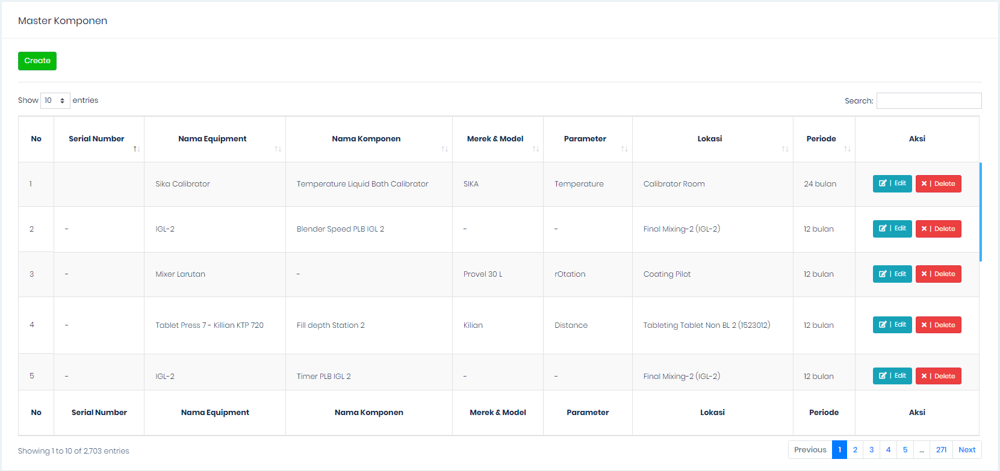 Master Komponen
Create
Show 10 entries Search:
No Serial Number Nama Equipment Nama Komponen Merek & Model Parameter Lokasi Periode Aksi
1 Sika Calibrator Temperature Liquid Bath Calibrator SIKA Temperature Calibrator Room 24 bulan | Edit | Delete
2 - IGL-2 Blender Speed PLB IGL 2 - - Final Mixing-2 (IGL-2) 12 bulan | Edit | Delete
3 - Mixer Larutan - Provel 30 L rOtation Coating Pilot 12 bulan | Edit | Delete
4 - Tablet Press 7 - Killian KTP 720 Fill depth Station 2 Kilian Distance Tableting Tablet Non BL 2 (1523012) 12 bulan | Edit | Delete
5 - IGL-2 Timer PLB IGL 2 - - Final Mixing-2 (IGL-2) 12 bulan | Edit | Delete
No Serial Number Nama Equipment Nama Komponen Merek & Model Parameter Lokasi Periode Aksi
Showing 1 to 10 of 2,703 entries Previous 1 2 3 4 5 ... 271 Next